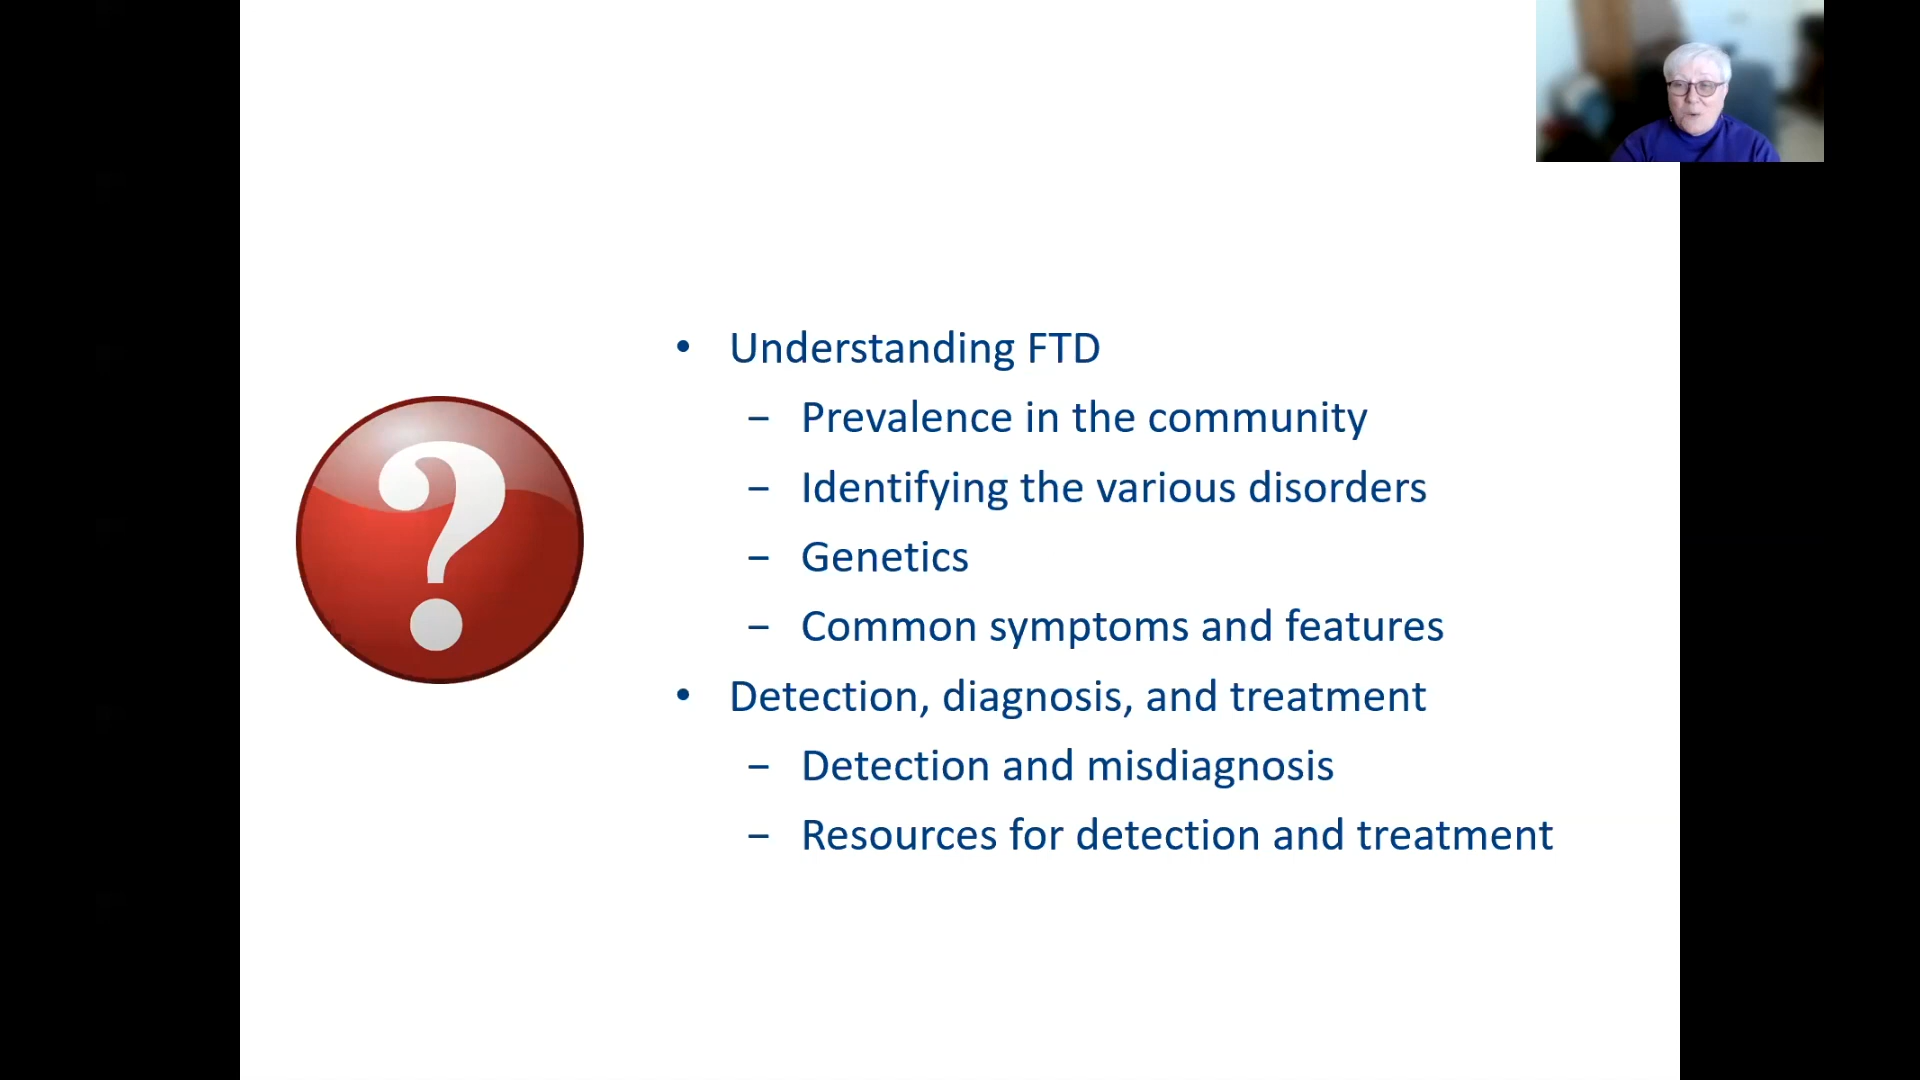 ?
• Understanding FTD
– Prevalence in the community
– Identifying the various disorders
– Genetics
– Common symptoms and features
• Detection, diagnosis, and treatment
– Detection and misdiagnosis
– Resources for detection and treatment